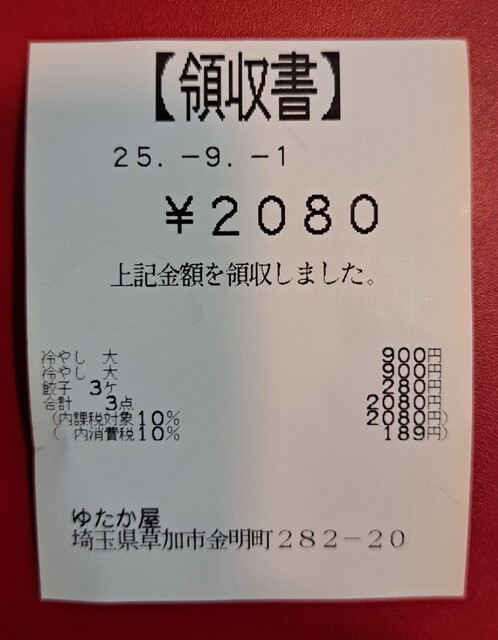 【領収書】
25.-9.-1
¥2080
上記金額を領収しました。
冷やし 大 900円
冷やし 大 900円
餃子 3ケ 280円
合計 3点 2080円
(内課税対象10% 2080円)
( 内消費税10% 189円)
ゆたか屋
埼玉県草加市金明町282-20